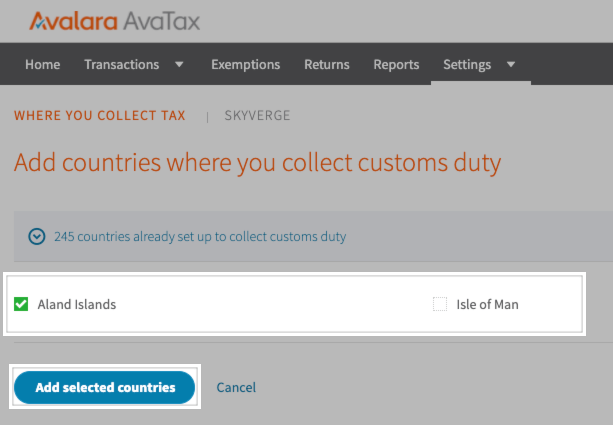 Avalara AvaTax
Home Transactions Exemptions Returns Reports Settings
WHERE YOU COLLECT TAX | SKYVERGE
Add countries where you collect customs duty
245 countries already set up to collect customs duty
Aland Islands Isle of Man
Add selected countries Cancel